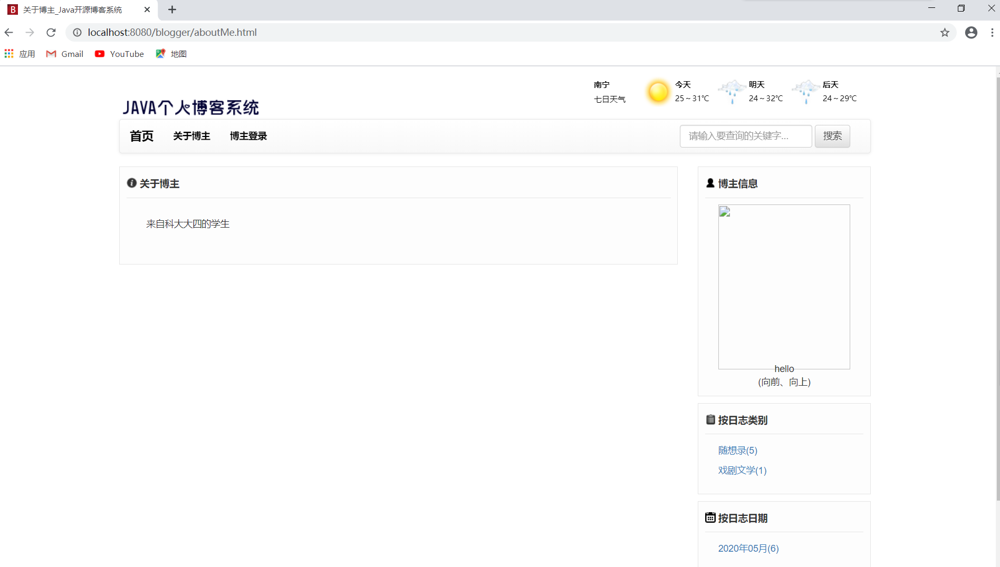 关于博主_Java开源博客系统
localhost:8080/blogger/aboutMe.html
应用 Gmail YouTube 地图
南宁 今天 明天 后天
七日天气 25～31℃ 24～32℃ 24～29℃
JAVA个人博客系统
首页 关于博主 博主登录 请输入要查询的关键字... 搜索
关于博主
来自科大大四的学生
博主信息
hello
(向前、向上)
按日志类别
随想录(5)
戏剧文学(1)
按日志日期
2020年05月(6)